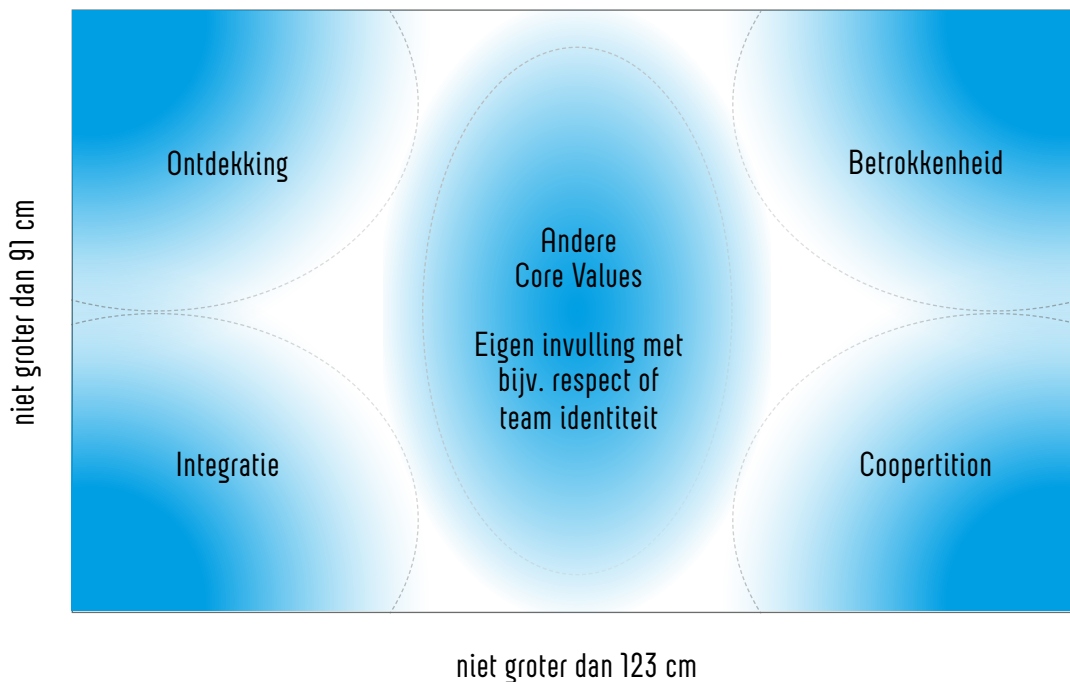 Ontdekking
Betrokkenheid
Andere
Core Values
Eigen invulling met
bijv. respect of
team identiteit
Integratie
Coopertition
niet groter dan 91 cm
niet groter dan 123 cm